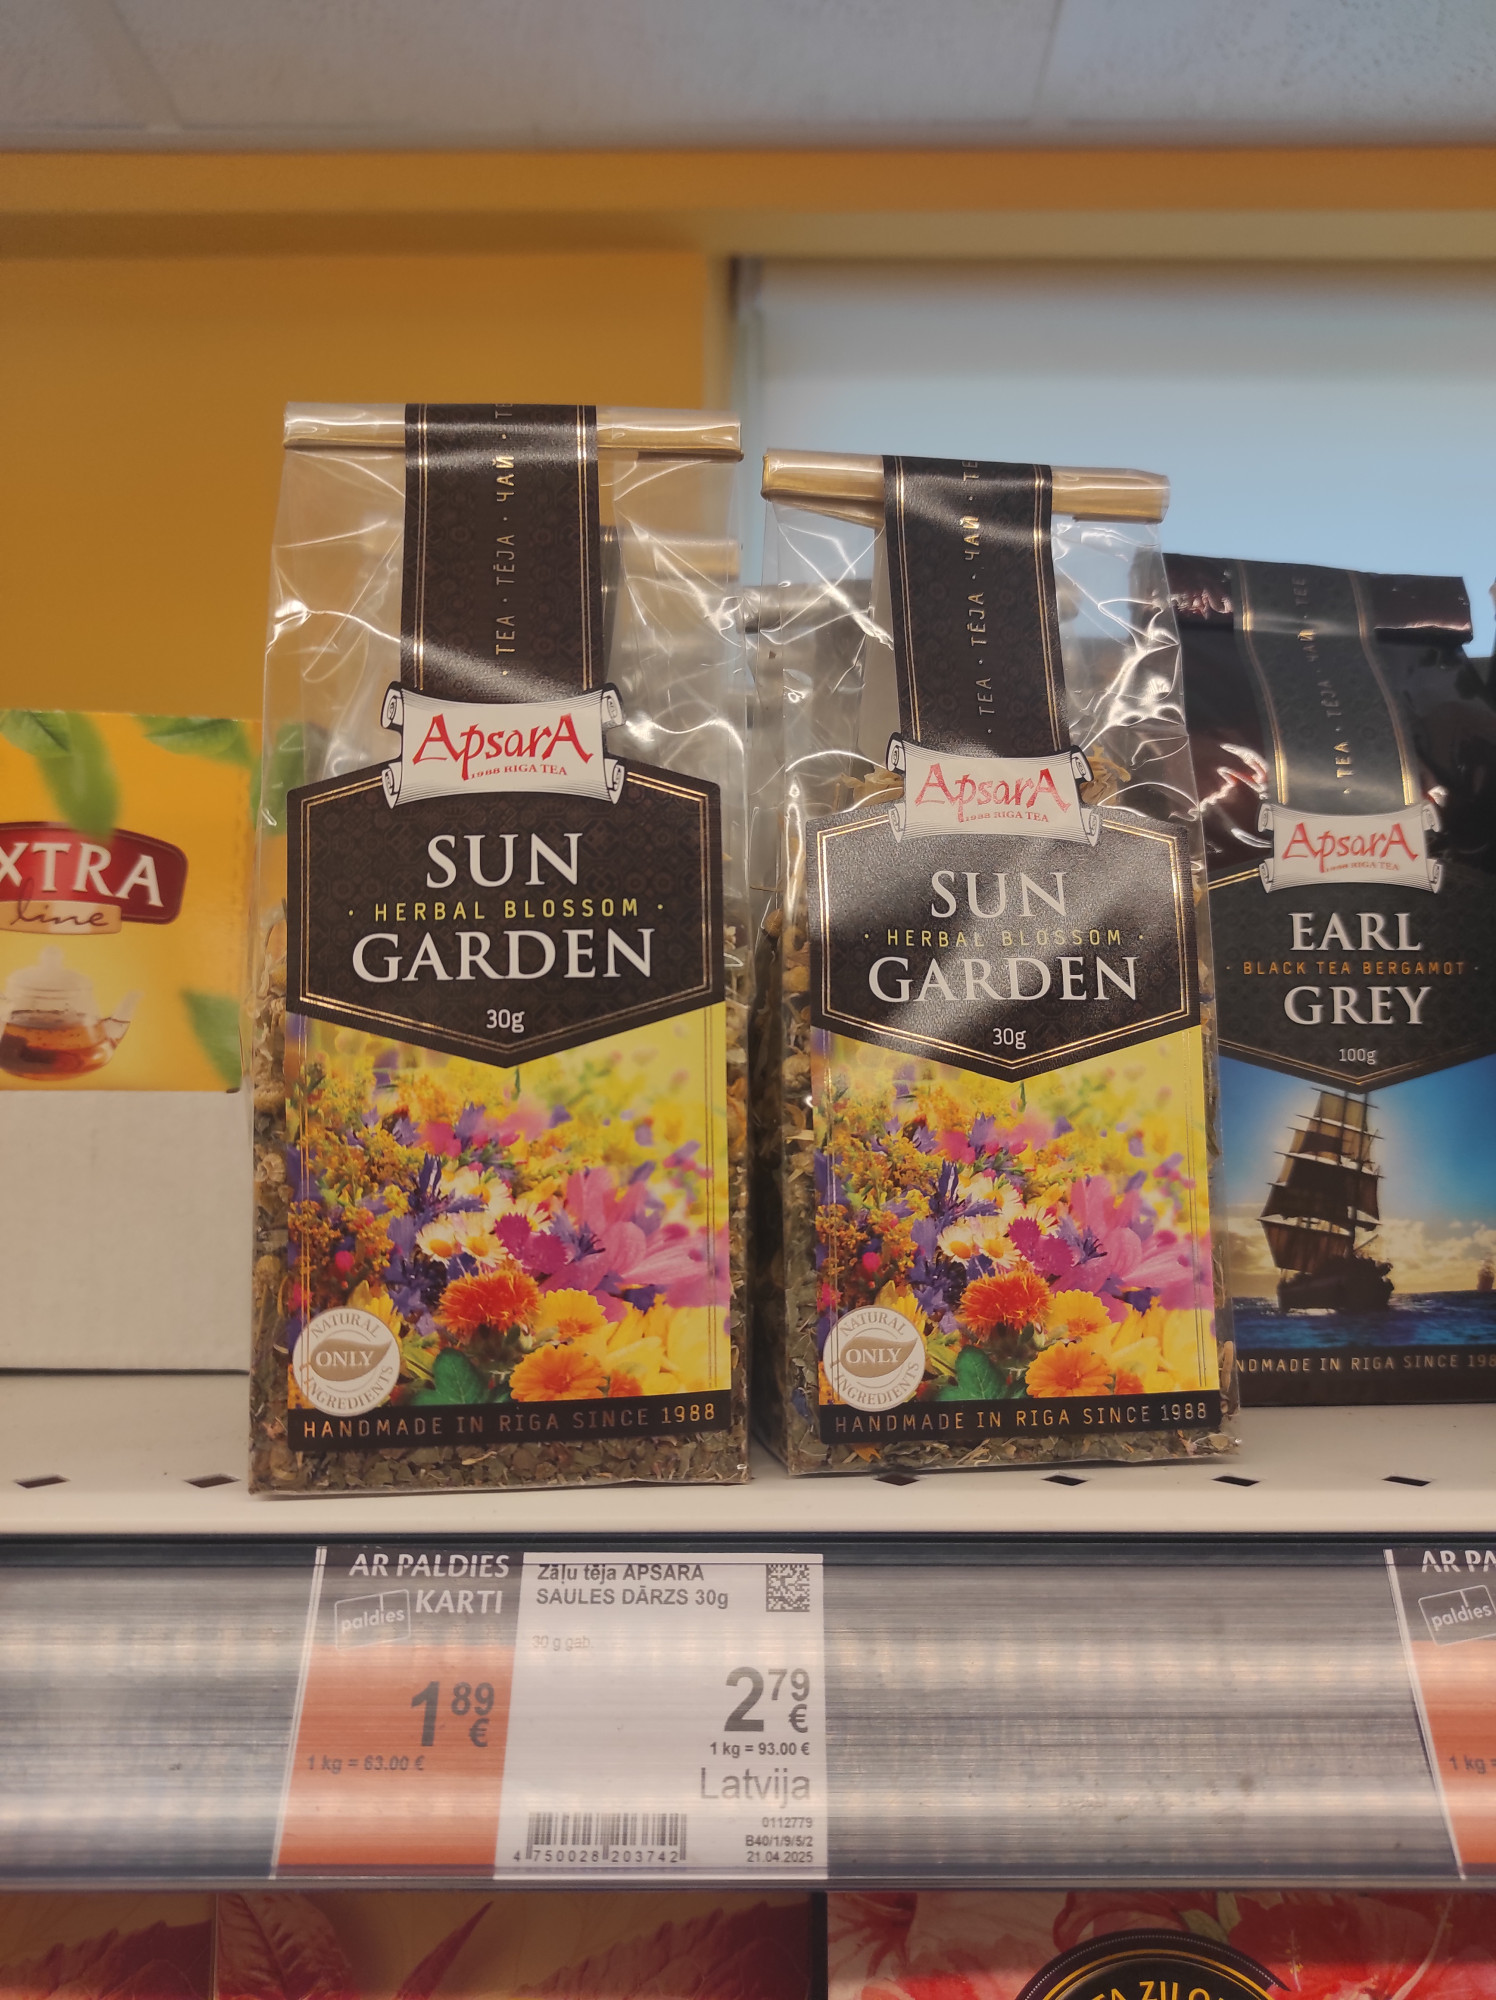 XTRA
line
TEA · TĒJA · ЧАЙ · TE
ApsarA
1988 RIGA TEA
SUN
· HERBAL BLOSSOM ·
GARDEN
30g
NATURAL
ONLY
INGREDIENTS
HANDMADE IN RIGA SINCE 1988
TEA · TĒJA · ЧАЙ · TE
ApsarA
1988 RIGA TEA
SUN
· HERBAL BLOSSOM ·
GARDEN
30g
NATURAL
ONLY
INGREDIENTS
HANDMADE IN RIGA SINCE 1988
· TEA · TĒJA · ЧАЙ · TEE
ApsarA
1988 RIGA TEA
EARL
· BLACK TEA BERGAMOT ·
GREY
100g
NDMADE IN RIGA SINCE 198
AR PALDIES
paldies KARTI
1 89 €
1 kg = 63.00 €
Zāļu tēja APSARA
SAULES DĀRZS 30g
30 g gab.
2 79 €
1 kg = 93.00 €
Latvija
0112779
B40/1/9/5/2
21.04.2025
4 750028 203742
AR PA
paldies
1 kg =